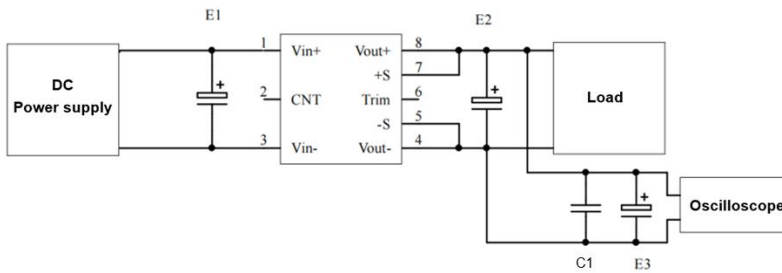 E1
E2
DC
Power supply
1
Vin+
2
CNT
3
Vin-
Vout+
8
+S
7
Trim
6
-S
5
Vout-
4
+
+
Load
+
Oscilloscope
C1
E3